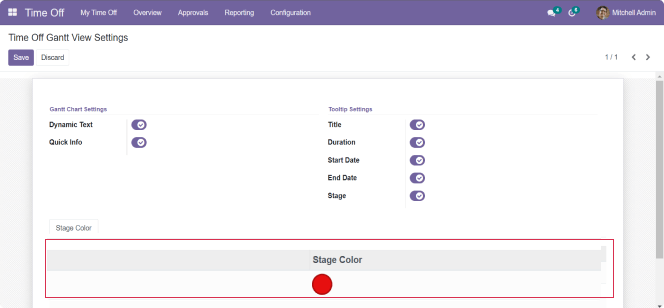 Time Off My Time Off Overview Approvals Reporting Configuration 4 6 Mitchell Admin
Time Off Gantt View Settings
Save Discard 1 / 1
Gantt Chart Settings
Dynamic Text
Quick Info
Tooltip Settings
Title
Duration
Start Date
End Date
Stage
Stage Color
Stage Color